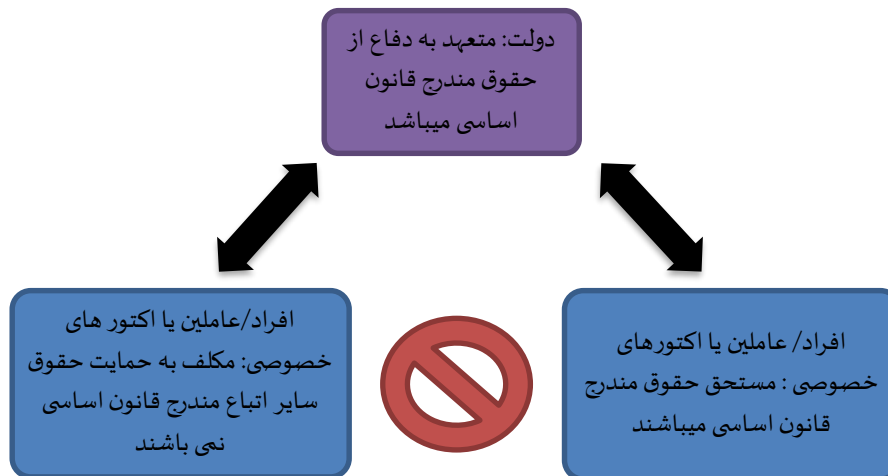 دولت: متعهد به دفاع از
حقوق مندرج قانون
اساسی میباشد
افراد/ عاملین یا اکتورهای
خصوصی : مستحق حقوق مندرج
قانون اساسی میباشند
افراد/عاملین یا اکتور های
خصوصی: مکلف به حمایت حقوق
سایر اتباع مندرج قانون اساسی
نمی باشند